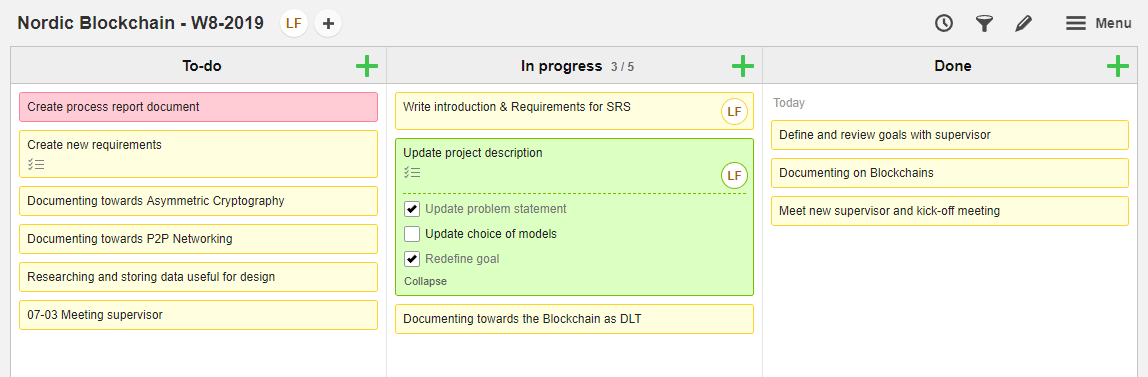 Nordic Blockchain - W8-2019 LF
Menu
To-do
Create process report document
Create new requirements
Documenting towards Asymmetric Cryptography
Documenting towards P2P Networking
Researching and storing data useful for design
07-03 Meeting supervisor
In progress 3 / 5
Write introduction & Requirements for SRS
LF
Update project description
LF
Update problem statement
Update choice of models
Redefine goal
Collapse
Documenting towards the Blockchain as DLT
Done
Today
Define and review goals with supervisor
Documenting on Blockchains
Meet new supervisor and kick-off meeting